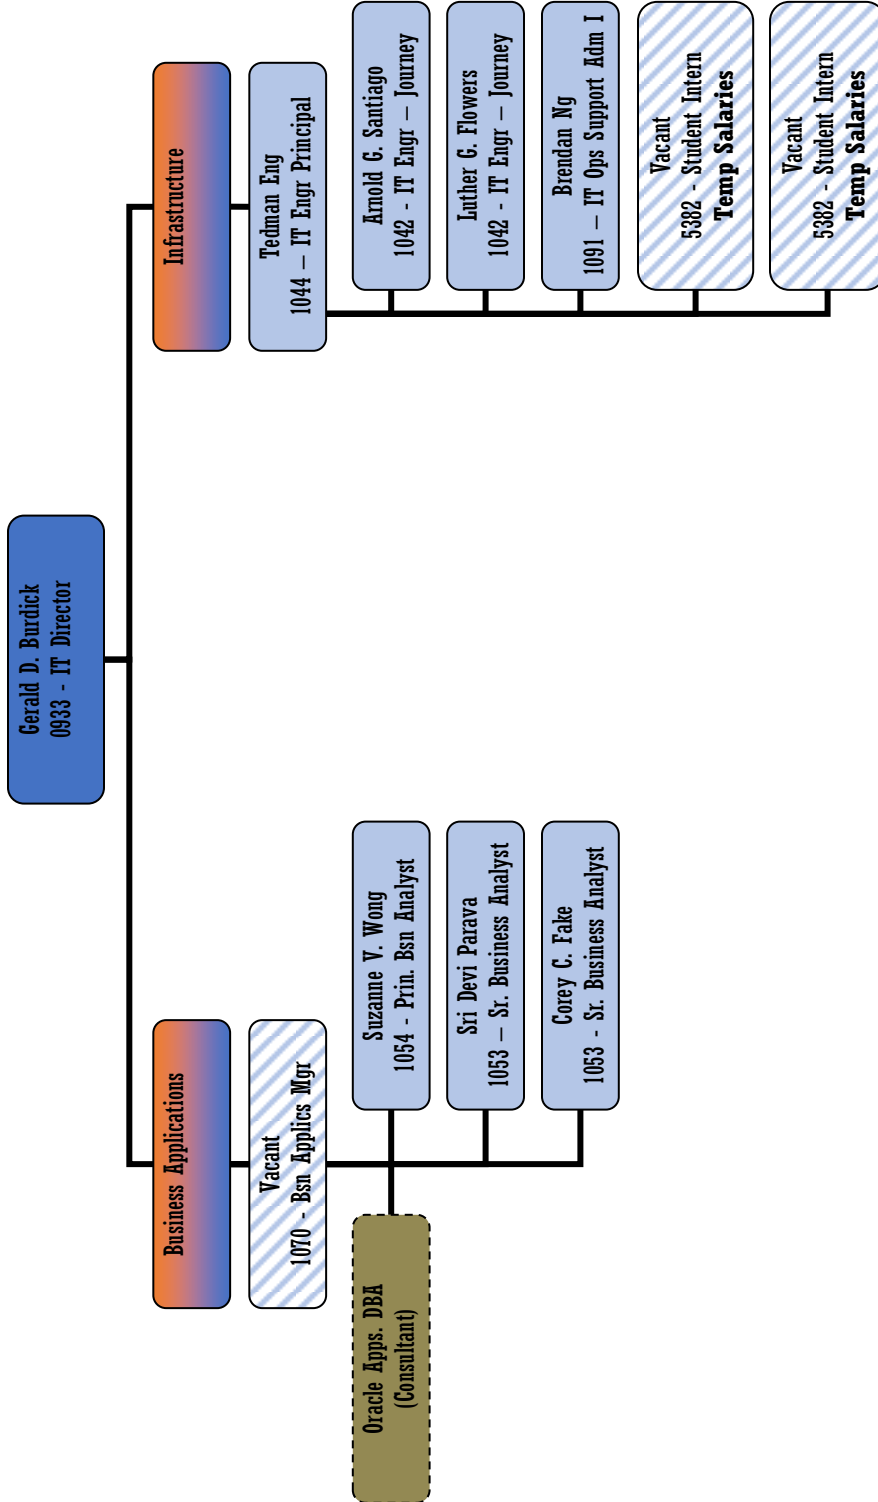 Gerald D. Burdick
0933 - IT Director
Business Applications
Vacant
1070 - Bsn Applics Mgr
Oracle Apps. DBA
(Consultant)
Suzanne V. Wong
1054 - Prin. Bsn Analyst
Sri Devi Parava
1053 – Sr. Business Analyst
Corey C. Fake
1053 - Sr. Business Analyst
Infrastructure
Tedman Eng
1044 – IT Engr Principal
Arnold G. Santiago
1042 - IT Engr – Journey
Luther G. Flowers
1042 - IT Engr – Journey
Brendan Ng
1091 – IT Ops Support Adm I
Vacant
5382 - Student Intern
Temp Salaries
Vacant
5382 - Student Intern
Temp Salaries